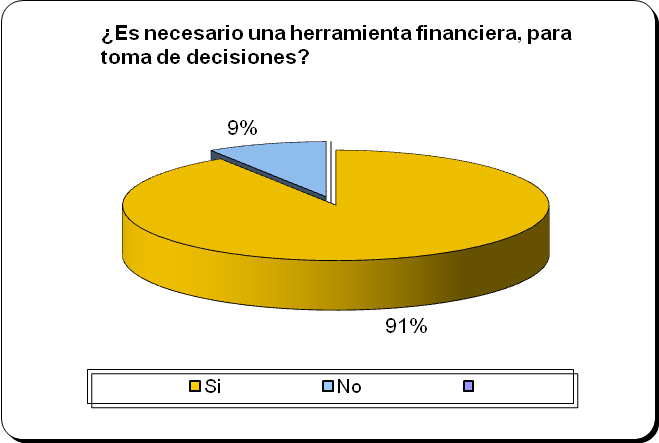 ¿Es necesario una herramienta financiera, para
toma de decisiones?
9%
91%
Si No